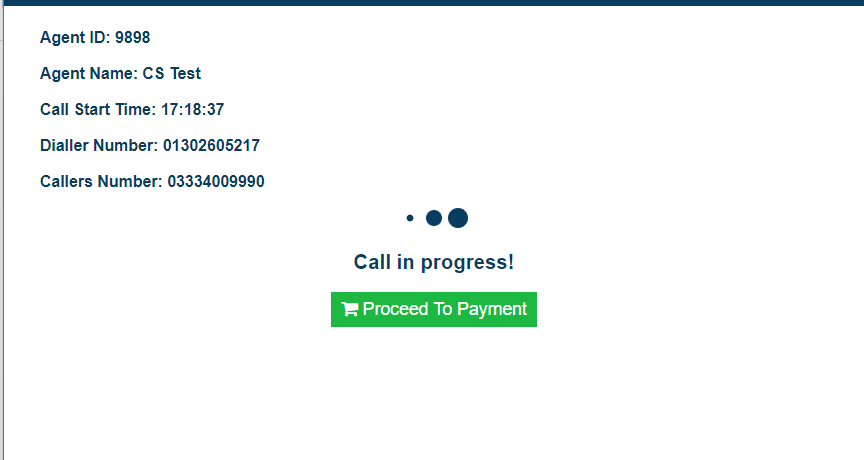 Agent ID: 9898
Agent Name: CS Test
Call Start Time: 17:18:37
Dialler Number: 01302605217
Callers Number: 03334009990
Call in progress!
Proceed To Payment